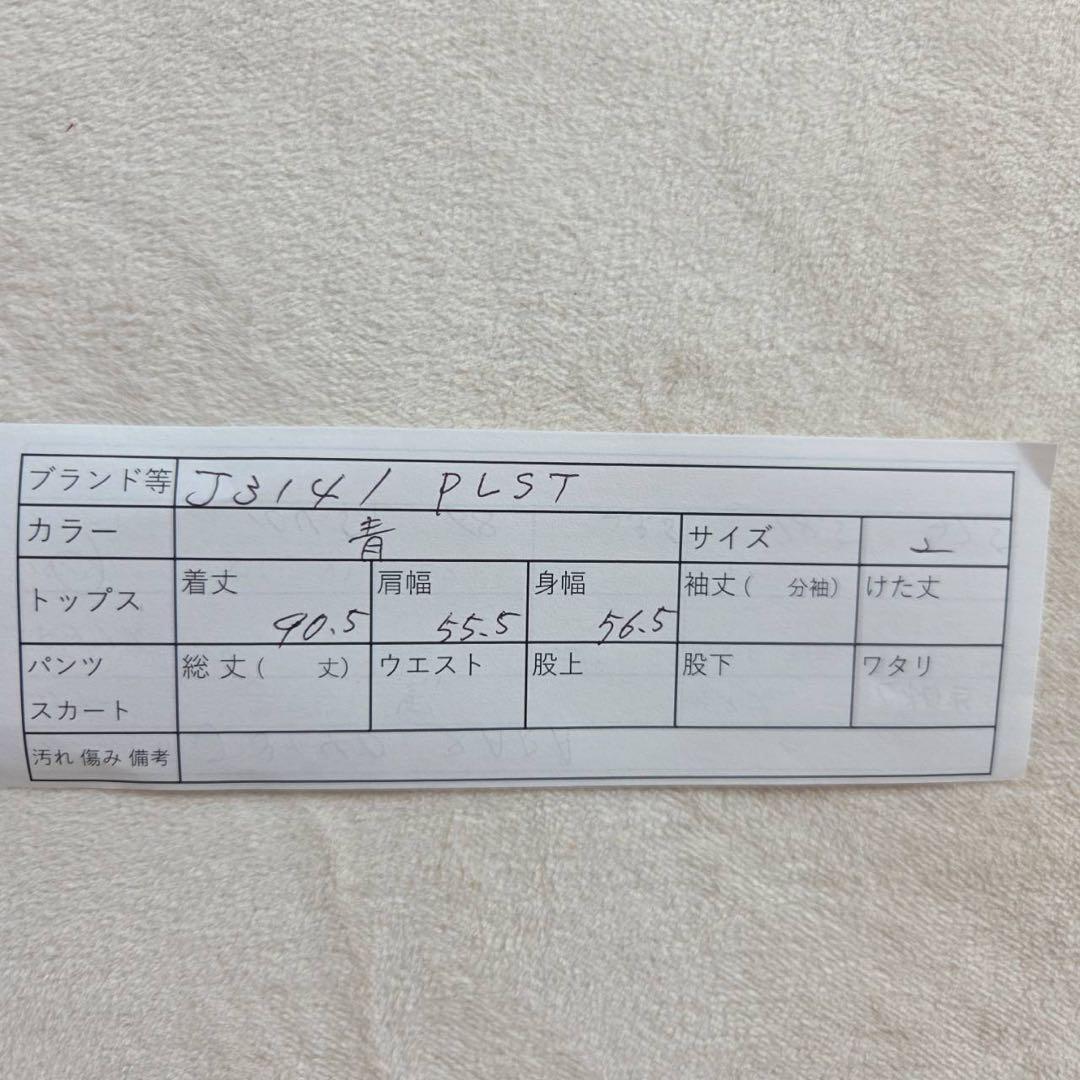 ブランド等 J3141 PLST
カラー 青 サイズ 2
トップス 着丈 90.5 肩幅 55.5 身幅 56.5 袖丈( 分袖) けた丈
パンツ スカート 総丈( 丈) ウエスト 股上 股下 ワタリ
汚れ 傷み 備考